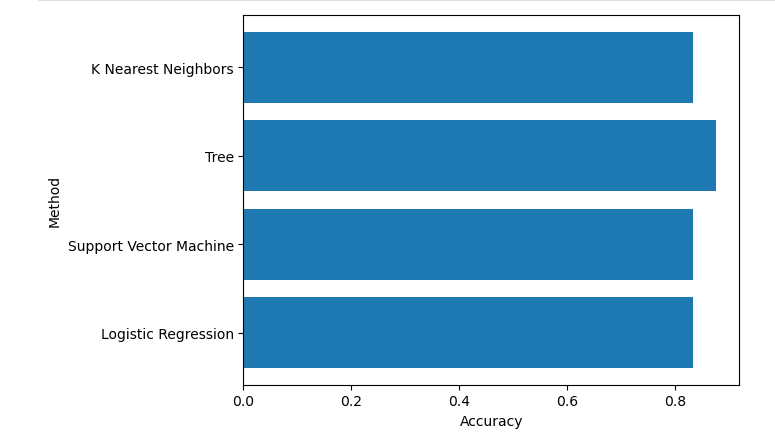 K Nearest Neighbors
Tree
Support Vector Machine
Logistic Regression
Method
0.0 0.2 0.4 0.6 0.8
Accuracy